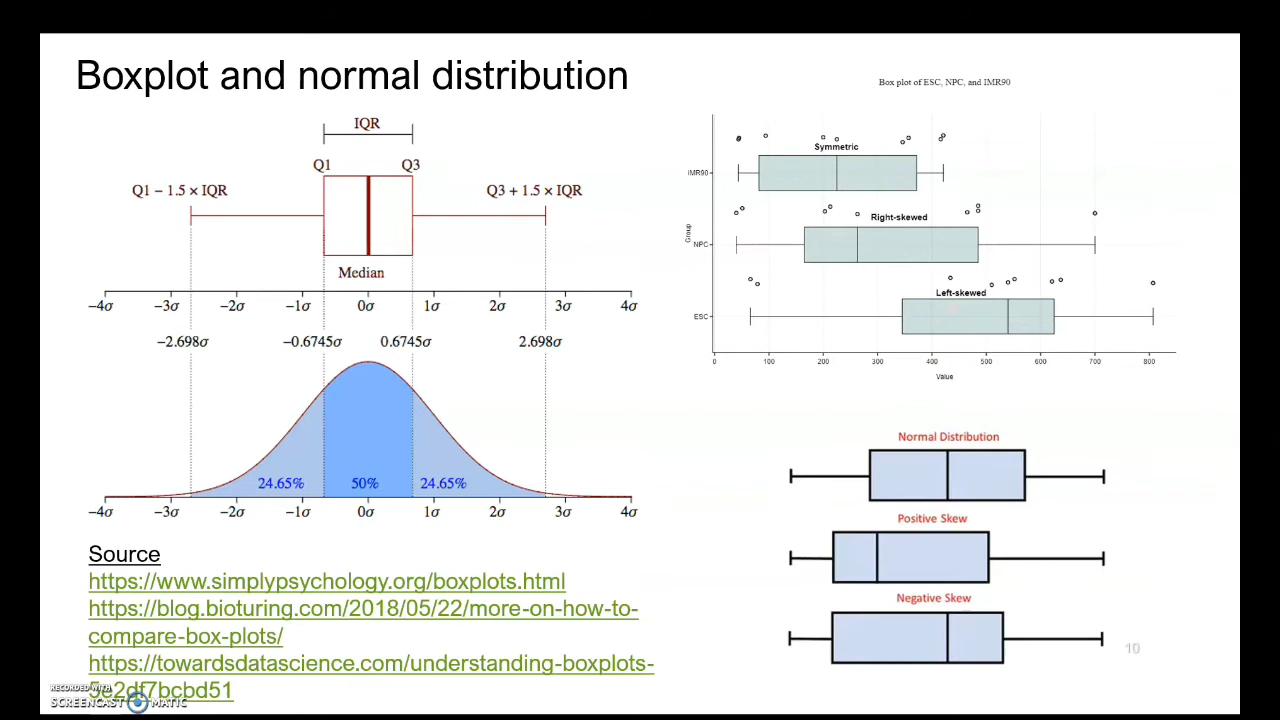 Boxplot and normal distribution
IQR
Q1 Q3
Q1 − 1.5 × IQR Q3 + 1.5 × IQR
Median
−4σ −3σ −2σ −1σ 0σ 1σ 2σ 3σ 4σ
−2.698σ −0.6745σ 0.6745σ 2.698σ
24.65% 50% 24.65%
−4σ −3σ −2σ −1σ 0σ 1σ 2σ 3σ 4σ
Source
https://www.simplypsychology.org/boxplots.html
https://blog.bioturing.com/2018/05/22/more-on-how-to-
compare-box-plots/
https://towardsdatascience.com/understanding-boxplots-
5e2df7bcbd51
RECORDED WITH
SCREENCAST MATIC
Box plot of ESC, NPC, and IMR90
Symmetric
IMR90
Right-skewed
Group
NPC
Left-skewed
ESC
0 100 200 300 400 500 600 700 800
Value
Normal Distribution
Positive Skew
Negative Skew
10